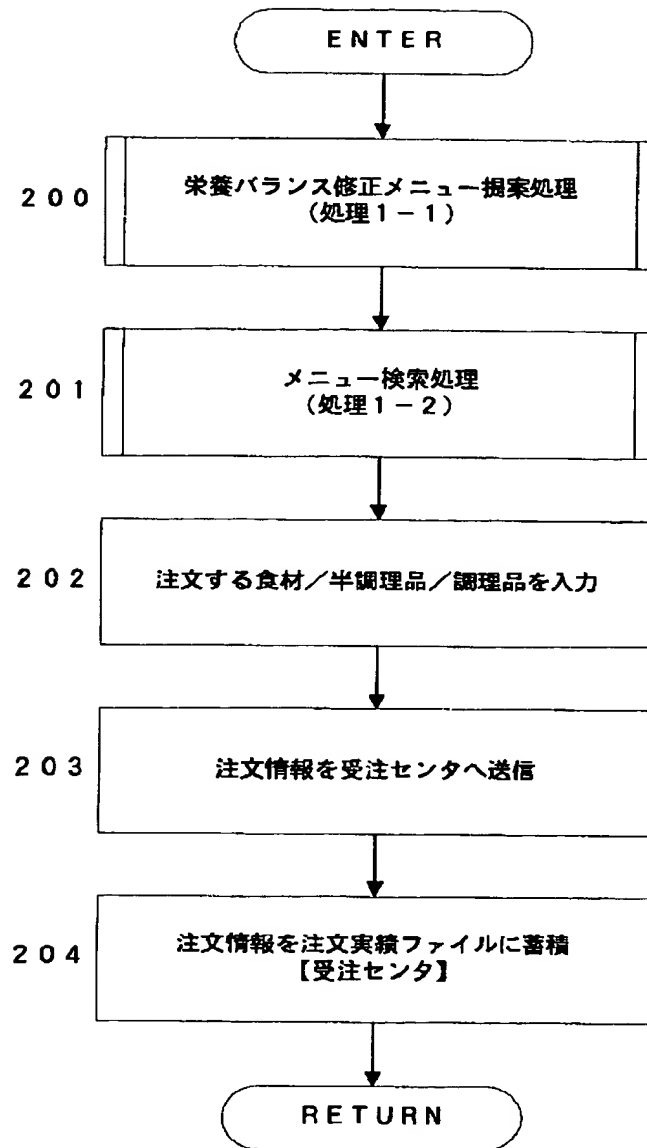 ENTER
200
栄養バランス修正メニュー提案処理
(処理1-1)
201
メニュー検索処理
(処理1-2)
202
注文する食材/半調理品/調理品を入力
203
注文情報を受注センタへ送信
204
注文情報を注文実績ファイルに蓄積
【受注センタ】
RETURN